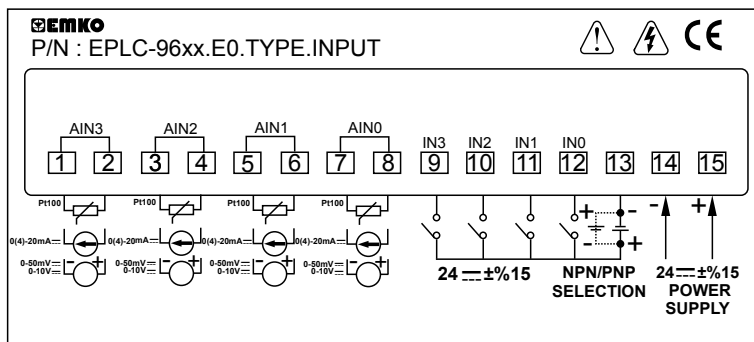 EMKO
P/N : EPLC-96xx.E0.TYPE.INPUT
CE
AIN3 AIN2 AIN1 AIN0 IN3 IN2 IN1 IN0
1 2 3 4 5 6 7 8 9 10 11 12 13 14 15
Pt100 Pt100 Pt100 Pt100
+ - - +
0(4)-20mA 0(4)-20mA 0(4)-20mA 0(4)-20mA
- +
0-50mV - + 0-50mV - + 0-50mV - + 0-50mV - +
0-10V 0-10V 0-10V 0-10V
24 ±%15 NPN/PNP 24 ±%15
SELECTION POWER
SUPPLY